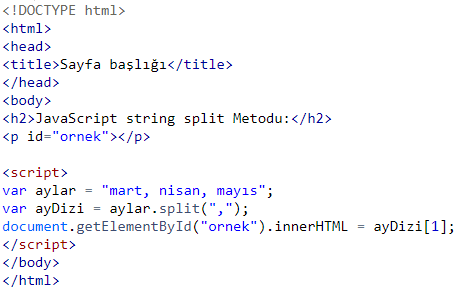 <!DOCTYPE html>
<html>
<head>
<title>Sayfa başlığı</title>
</head>
<body>
<h2>JavaScript string split Metodu:</h2>
<p id="ornek"></p>

<script>
var aylar = "mart, nisan, mayıs";
var ayDizi = aylar.split(",");
document.getElementById("ornek").innerHTML = ayDizi[1];
</script>
</body>
</html>